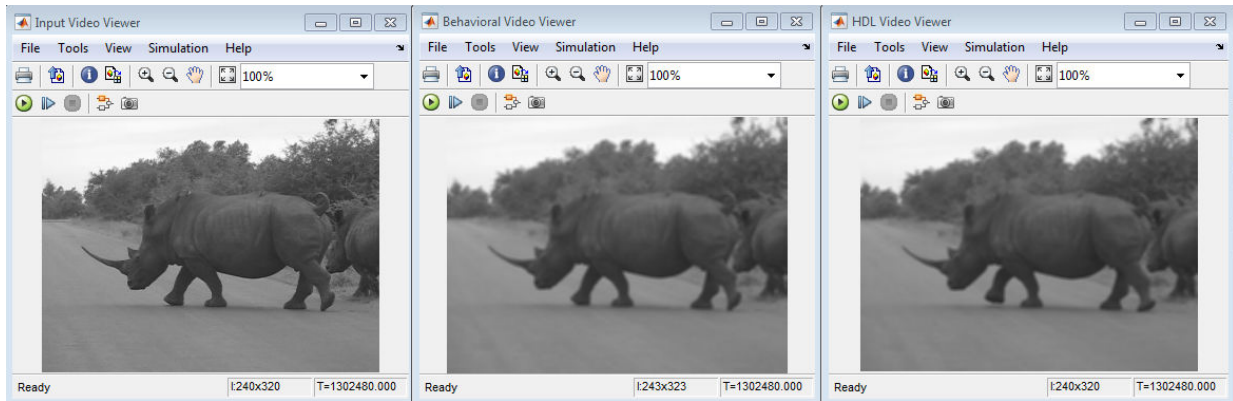 Input Video Viewer
File Tools View Simulation Help
100%
Ready I:240x320 T=1302480.000
Behavioral Video Viewer
File Tools View Simulation Help
100%
Ready I:243x323 T=1302480.000
HDL Video Viewer
File Tools View Simulation Help
100%
Ready I:240x320 T=1302480.000